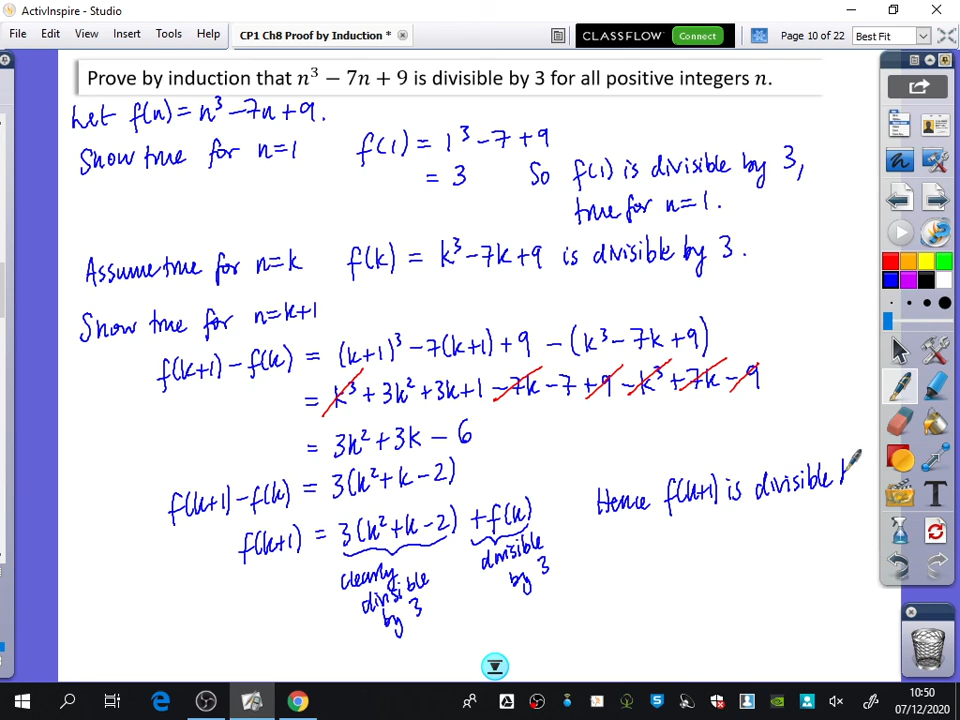 ActivInspire - Studio
File Edit View Insert Tools Help CP1 Ch8 Proof by Induction * CLASSFLOW Connect Page 10 of 22 Best Fit
Prove by induction that n³ − 7n + 9 is divisible by 3 for all positive integers n.
Let f(n) = n³ − 7n + 9.
Show true for n=1 f(1) = 1³ − 7 + 9
= 3 So f(1) is divisible by 3,
true for n=1.
Assume true for n=k f(k) = k³ − 7k + 9 is divisible by 3.
Show true for n=k+1
f(k+1) − f(k) = (k+1)³ − 7(k+1) + 9 − (k³ − 7k + 9)
= k³ + 3k² + 3k + 1 − 7k − 7 + 9 − k³ + 7k − 9
= 3k² + 3k − 6
f(k+1) − f(k) = 3(k² + k − 2)
f(k+1) = 3(k² + k − 2) + f(k)
clearly
divisible
by 3
divisible
by 3
Hence f(k+1) is divisible
10:50
07/12/2020